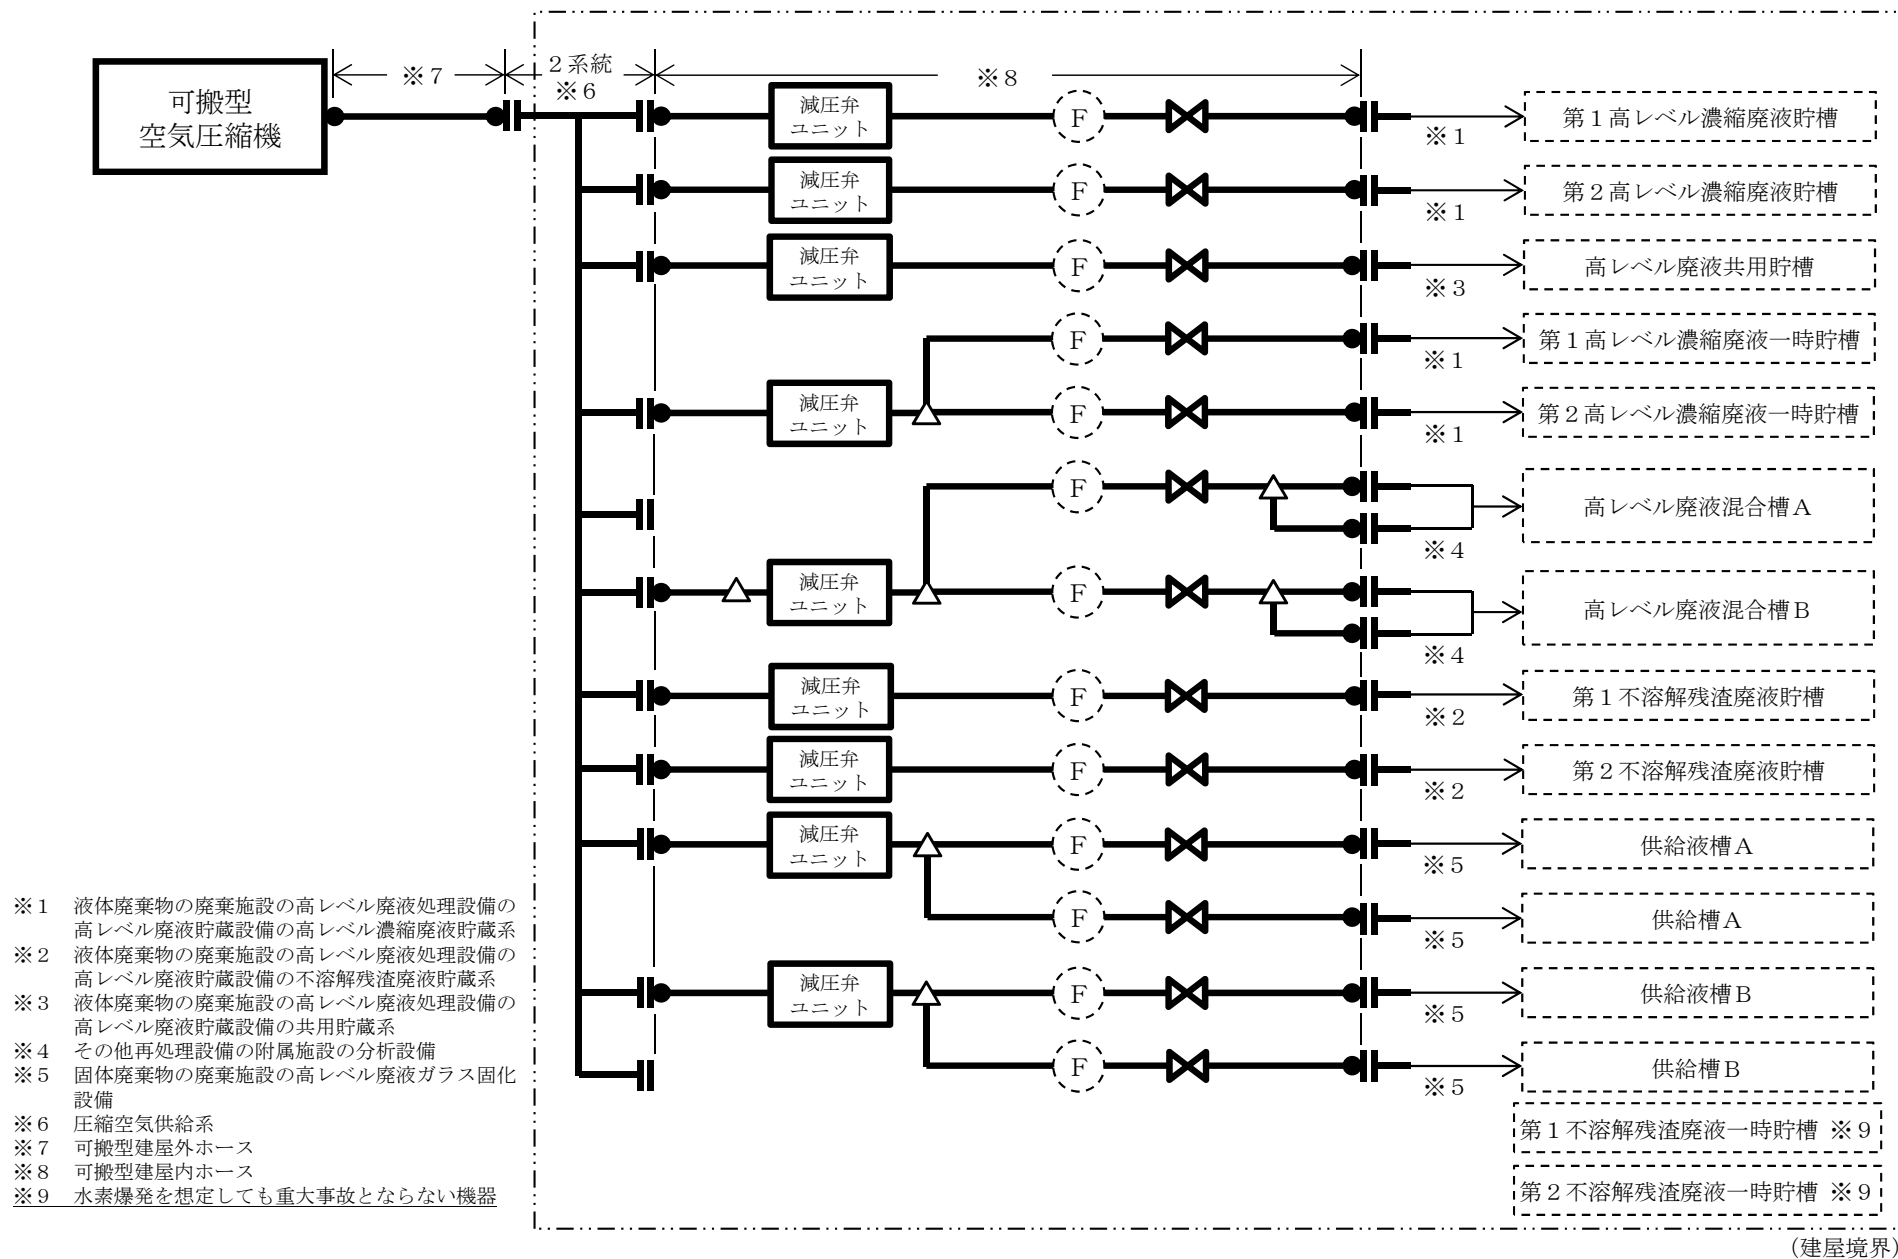 可搬型
空気圧縮機
※７
２系統
※６
※８
減圧弁
ユニット
F
※１
第１高レベル濃縮廃液貯槽
減圧弁
ユニット
F
※１
第２高レベル濃縮廃液貯槽
減圧弁
ユニット
F
※３
高レベル廃液共用貯槽
F
※１
第１高レベル濃縮廃液一時貯槽
減圧弁
ユニット
F
※１
第２高レベル濃縮廃液一時貯槽
F
※４
高レベル廃液混合槽Ａ
減圧弁
ユニット
F
※４
高レベル廃液混合槽Ｂ
減圧弁
ユニット
F
※２
第１不溶解残渣廃液貯槽
減圧弁
ユニット
F
※２
第２不溶解残渣廃液貯槽
減圧弁
ユニット
F
※５
供給液槽Ａ
F
※５
供給槽Ａ
減圧弁
ユニット
F
※５
供給液槽Ｂ
F
※５
供給槽Ｂ
第１不溶解残渣廃液一時貯槽 ※９
第２不溶解残渣廃液一時貯槽 ※９
※１ 液体廃棄物の廃棄施設の高レベル廃液処理設備の
高レベル廃液貯蔵設備の高レベル濃縮廃液貯蔵系
※２ 液体廃棄物の廃棄施設の高レベル廃液処理設備の
高レベル廃液貯蔵設備の不溶解残渣廃液貯蔵系
※３ 液体廃棄物の廃棄施設の高レベル廃液処理設備の
高レベル廃液貯蔵設備の共用貯蔵系
※４ その他再処理設備の附属施設の分析設備
※５ 固体廃棄物の廃棄施設の高レベル廃液ガラス固化
設備
※６ 圧縮空気供給系
※７ 可搬型建屋外ホース
※８ 可搬型建屋内ホース
※９ 水素爆発を想定しても重大事故とならない機器
(建屋境界)